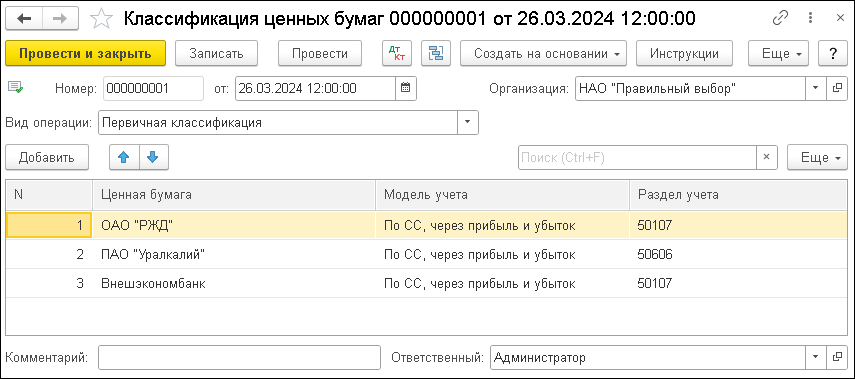 Классификация ценных бумаг 000000001 от 26.03.2024 12:00:00
Провести и закрыть Записать Провести Дт Кт Создать на основании Инструкции Еще ?
Номер: 000000001 от: 26.03.2024 12:00:00 Организация: НАО "Правильный выбор"
Вид операции: Первичная классификация
Добавить Поиск (Ctrl+F) × Еще
N Ценная бумага Модель учета Раздел учета
1 ОАО "РЖД" По СС, через прибыль и убыток 50107
2 ПАО "Уралкалий" По СС, через прибыль и убыток 50606
3 Внешэкономбанк По СС, через прибыль и убыток 50107
Комментарий: Ответственный: Администратор